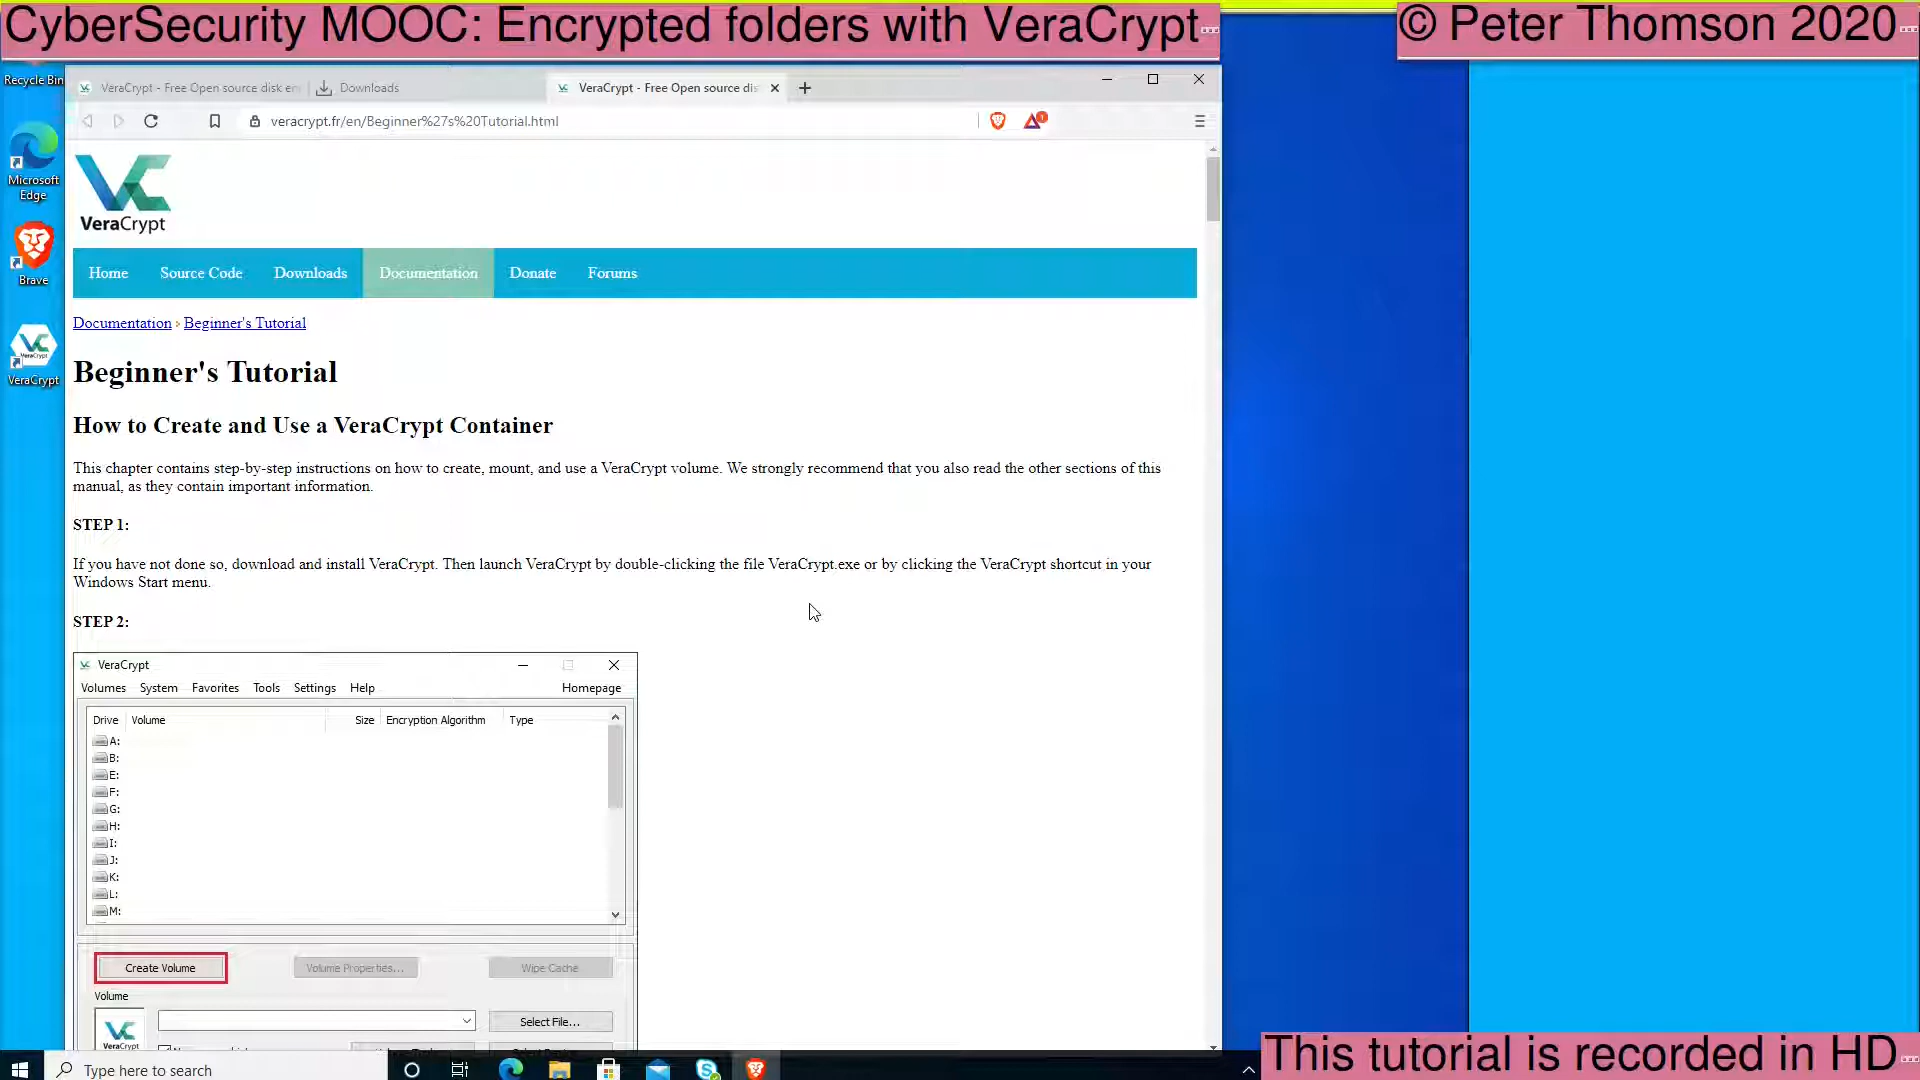 CyberSecurity MOOC: Encrypted folders with VeraCrypt
© Peter Thomson 2020
Recycle Bin
Microsoft
Edge
Brave
VeraCrypt
VeraCrypt
VeraCrypt - Free Open source disk en
Downloads
VeraCrypt - Free Open source dis
veracrypt.fr/en/Beginner%27s%20Tutorial.html
1
VeraCrypt
Home
Source Code
Downloads
Documentation
Donate
Forums
Documentation
Beginner's Tutorial
Beginner's Tutorial
How to Create and Use a VeraCrypt Container
This chapter contains step-by-step instructions on how to create, mount, and use a VeraCrypt volume. We strongly recommend that you also read the other sections of this
manual, as they contain important information.
STEP 1:
If you have not done so, download and install VeraCrypt. Then launch VeraCrypt by double-clicking the file VeraCrypt.exe or by clicking the VeraCrypt shortcut in your
Windows Start menu.
STEP 2:
VeraCrypt
Volumes System Favorites Tools Settings Help Homepage
Drive Volume Size Encryption Algorithm Type
A:
B:
E:
F:
G:
H:
I:
J:
K:
L:
M:
Create Volume
Volume Properties...
Wipe Cache
Volume
Select File...
VeraCrypt
Type here to search
This tutorial is recorded in HD